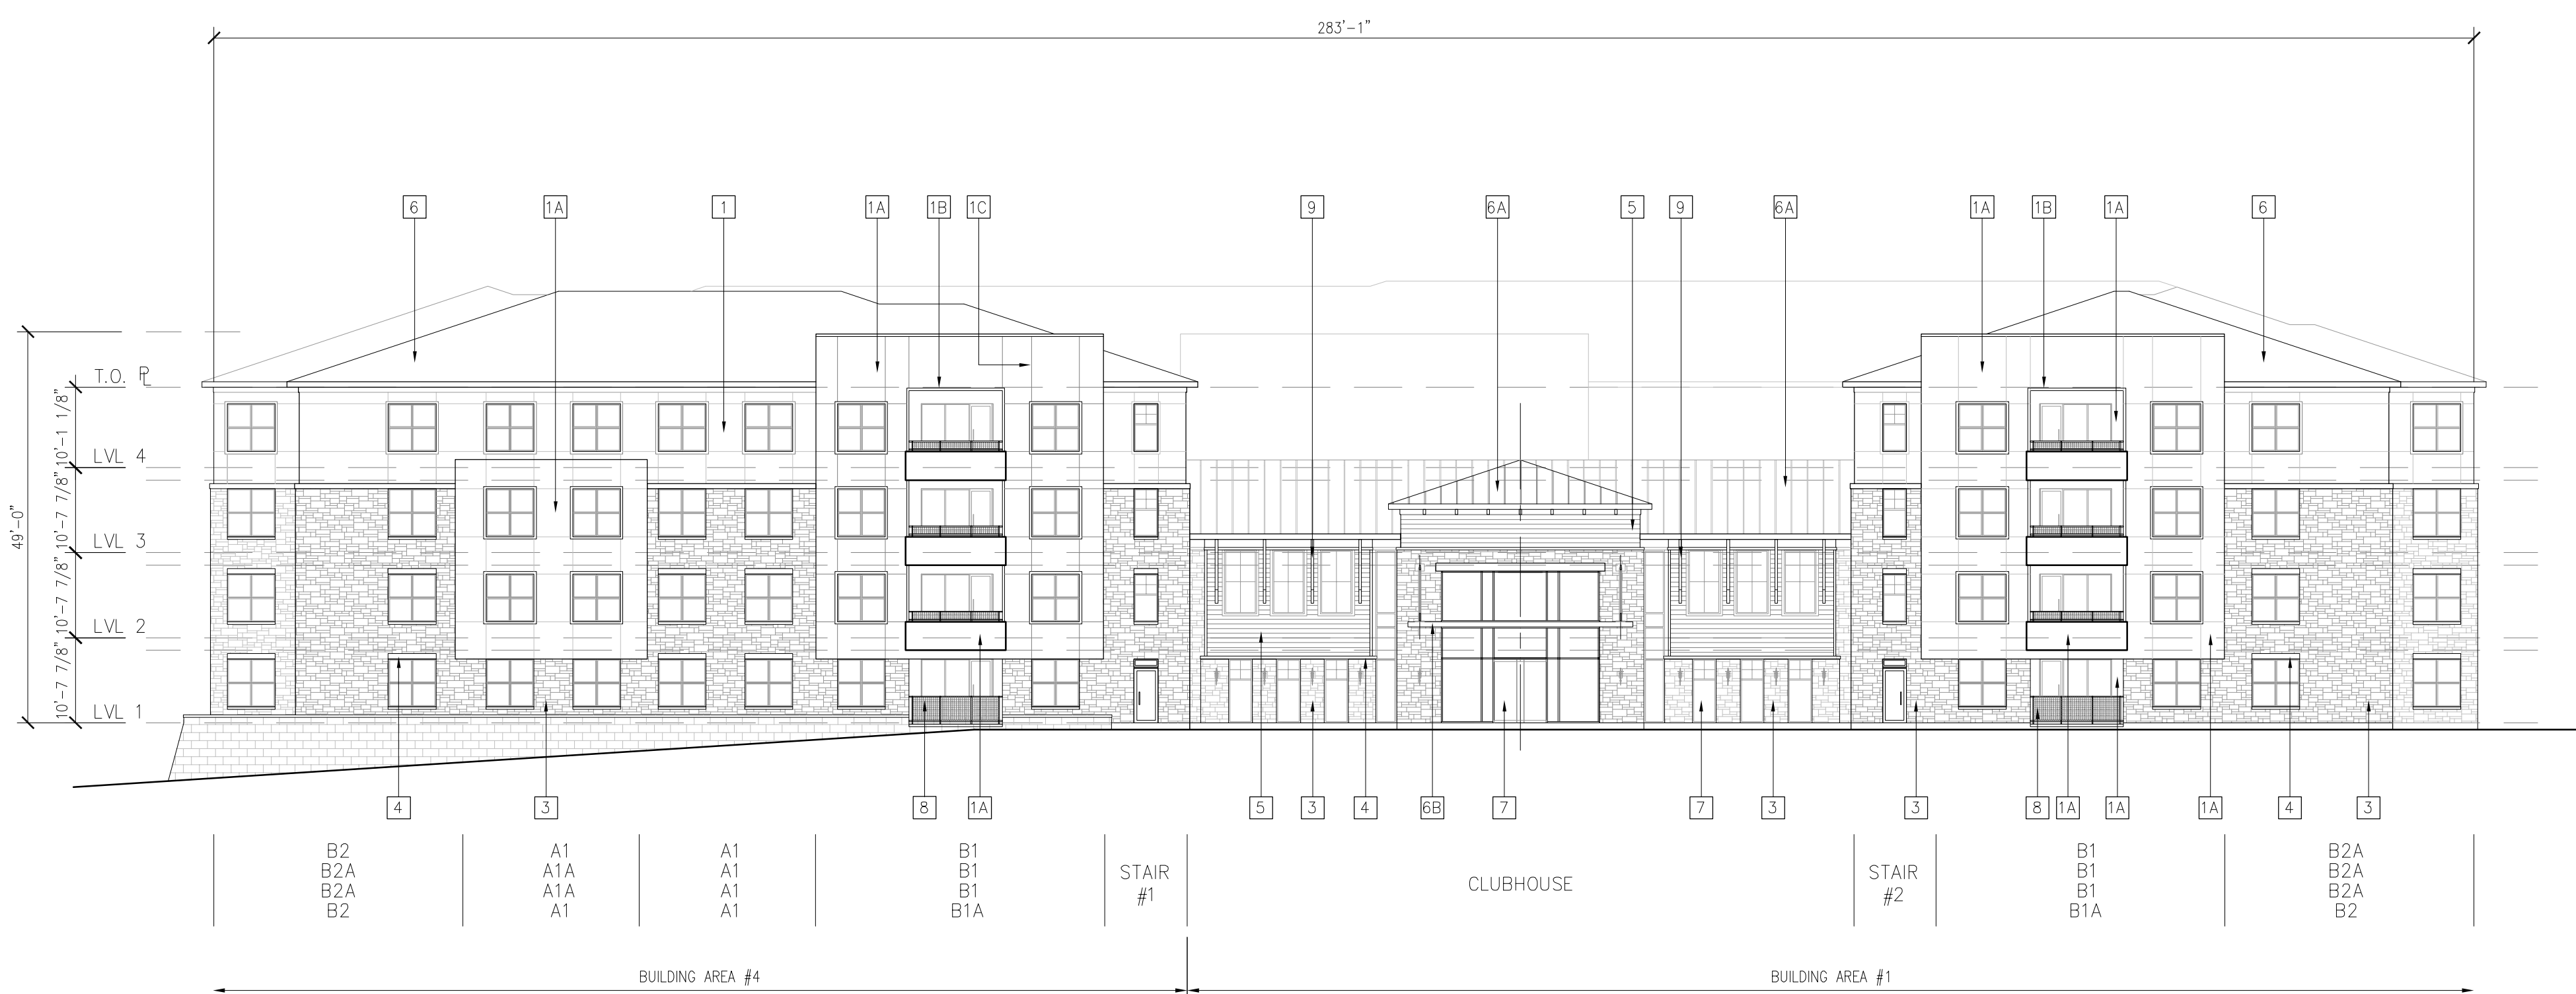 283'-1"
6
1A
1
1A
1B
1C
9
6A
5
9
6A
1A
1B
1A
6
49'-0"
T.O. PL
10'-1 1/8"
LVL 4
10'-7 7/8"
LVL 3
10'-7 7/8"
LVL 2
10'-7 7/8"
LVL 1
4
3
8
1A
5
3
4
6B
7
7
3
3
8
1A
1A
1A
4
3
B2
B2A
B2A
B2
A1
A1A
A1A
A1
A1
A1
A1
A1
B1
B1
B1
B1A
STAIR
#1
CLUBHOUSE
STAIR
#2
B1
B1
B1
B1A
B2A
B2A
B2A
B2
BUILDING AREA #4
BUILDING AREA #1